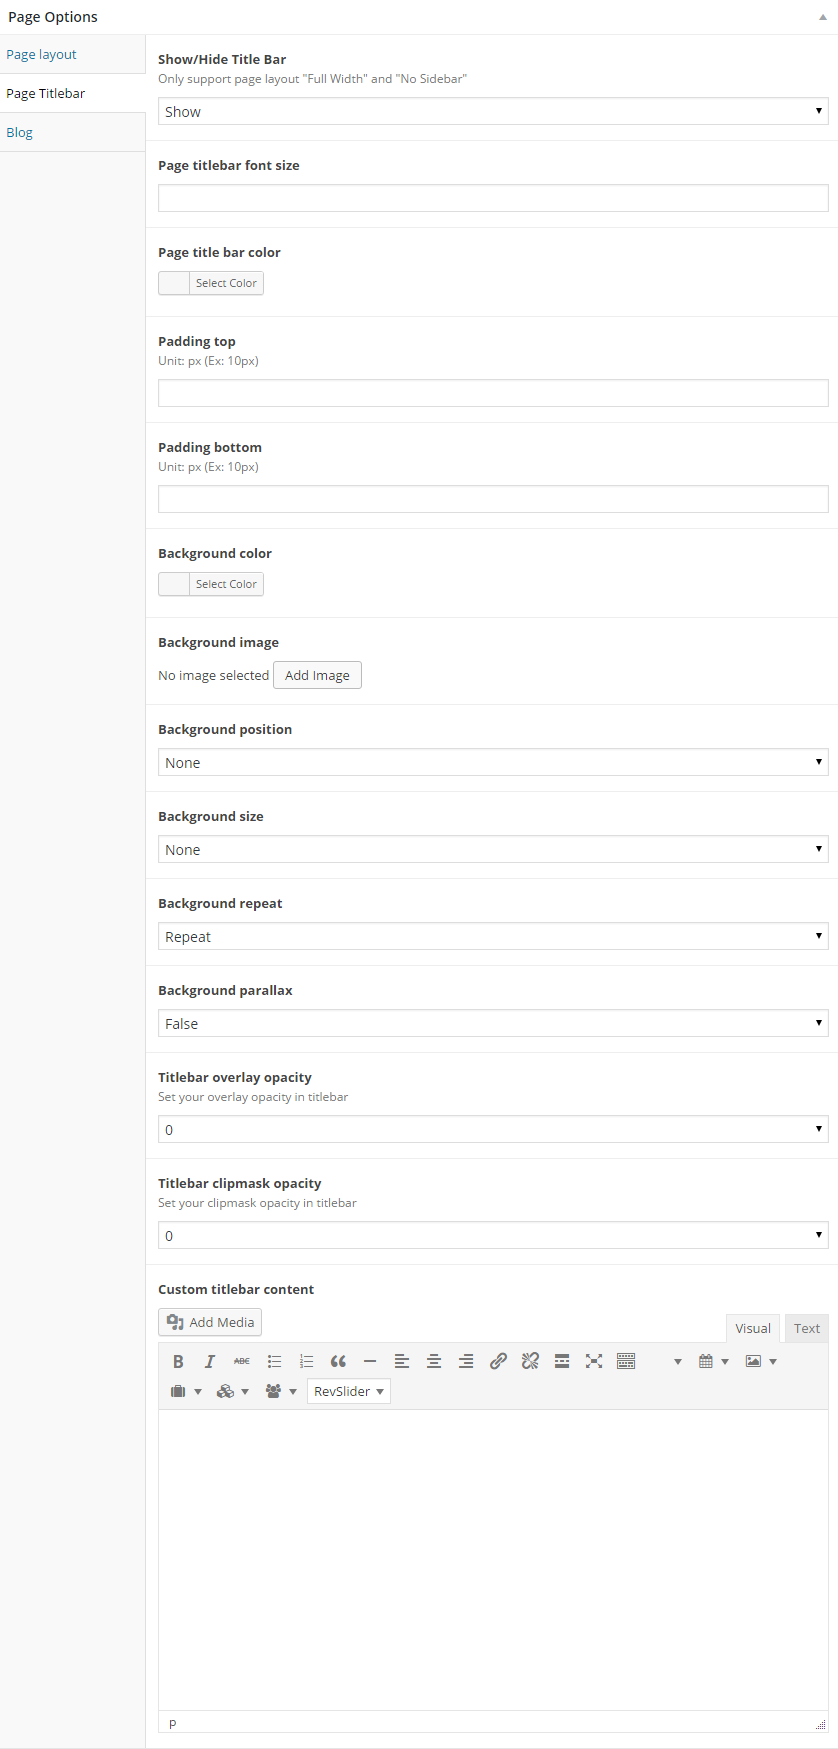 Page Options
Page layout
Page Titlebar
Blog
Show/Hide Title Bar
Only support page layout "Full Width" and "No Sidebar"
Show
Page titlebar font size
Page title bar color
Select Color
Padding top
Unit: px (Ex: 10px)
Padding bottom
Unit: px (Ex: 10px)
Background color
Select Color
Background image
No image selected Add Image
Background position
None
Background size
None
Background repeat
Repeat
Background parallax
False
Titlebar overlay opacity
Set your overlay opacity in titlebar
0
Titlebar clipmask opacity
Set your clipmask opacity in titlebar
0
Custom titlebar content
Add Media
Visual Text
B I ABC
RevSlider
p